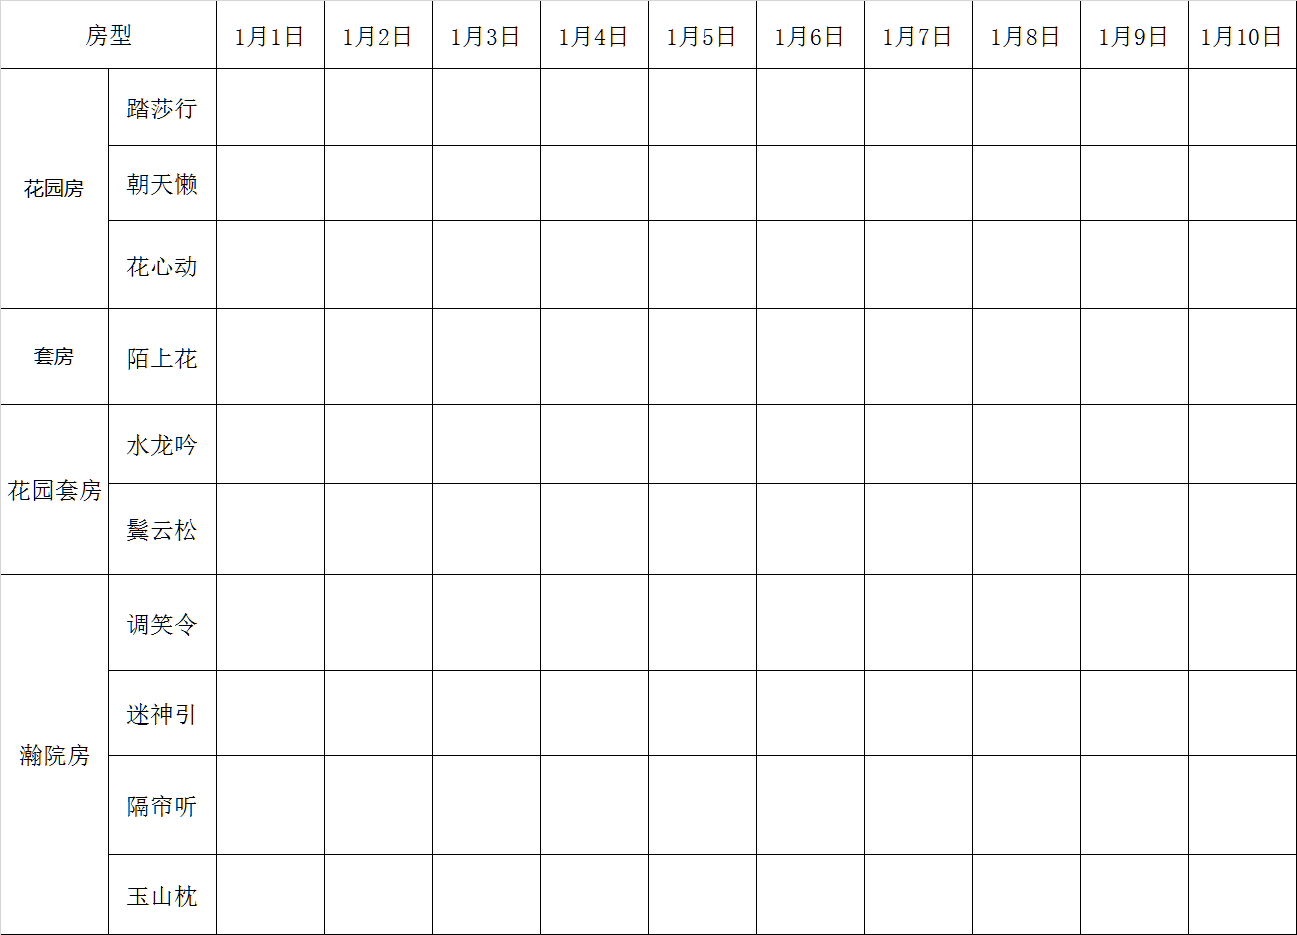 房型 1月1日 1月2日 1月3日 1月4日 1月5日 1月6日 1月7日 1月8日 1月9日 1月10日
花园房
踏莎行
朝天懒
花心动
套房
陌上花
花园套房
水龙吟
鬓云松
瀚院房
调笑令
迷神引
隔帘听
玉山枕